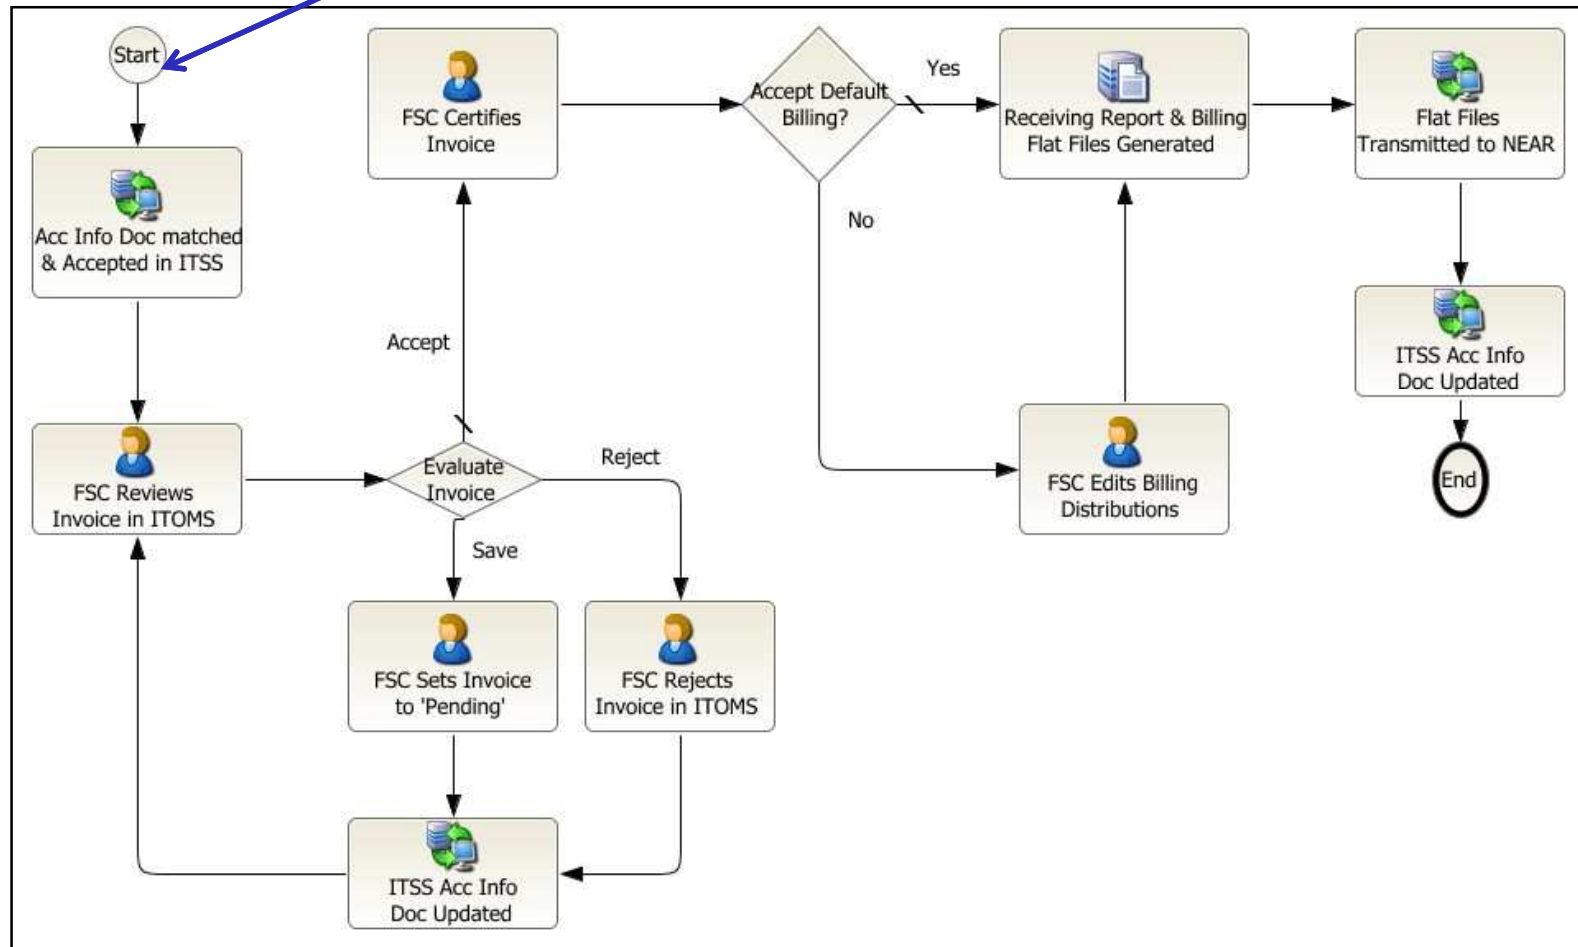 Start
Acc Info Doc matched
& Accepted in ITSS
FSC Reviews
Invoice in ITOMS
Evaluate
Invoice
Accept
FSC Certifies
Invoice
Reject
Save
FSC Sets Invoice
to 'Pending'
FSC Rejects
Invoice in ITOMS
ITSS Acc Info
Doc Updated
Accept Default
Billing?
Yes
No
Receiving Report & Billing
Flat Files Generated
FSC Edits Billing
Distributions
Flat Files
Transmitted to NEAR
ITSS Acc Info
Doc Updated
End